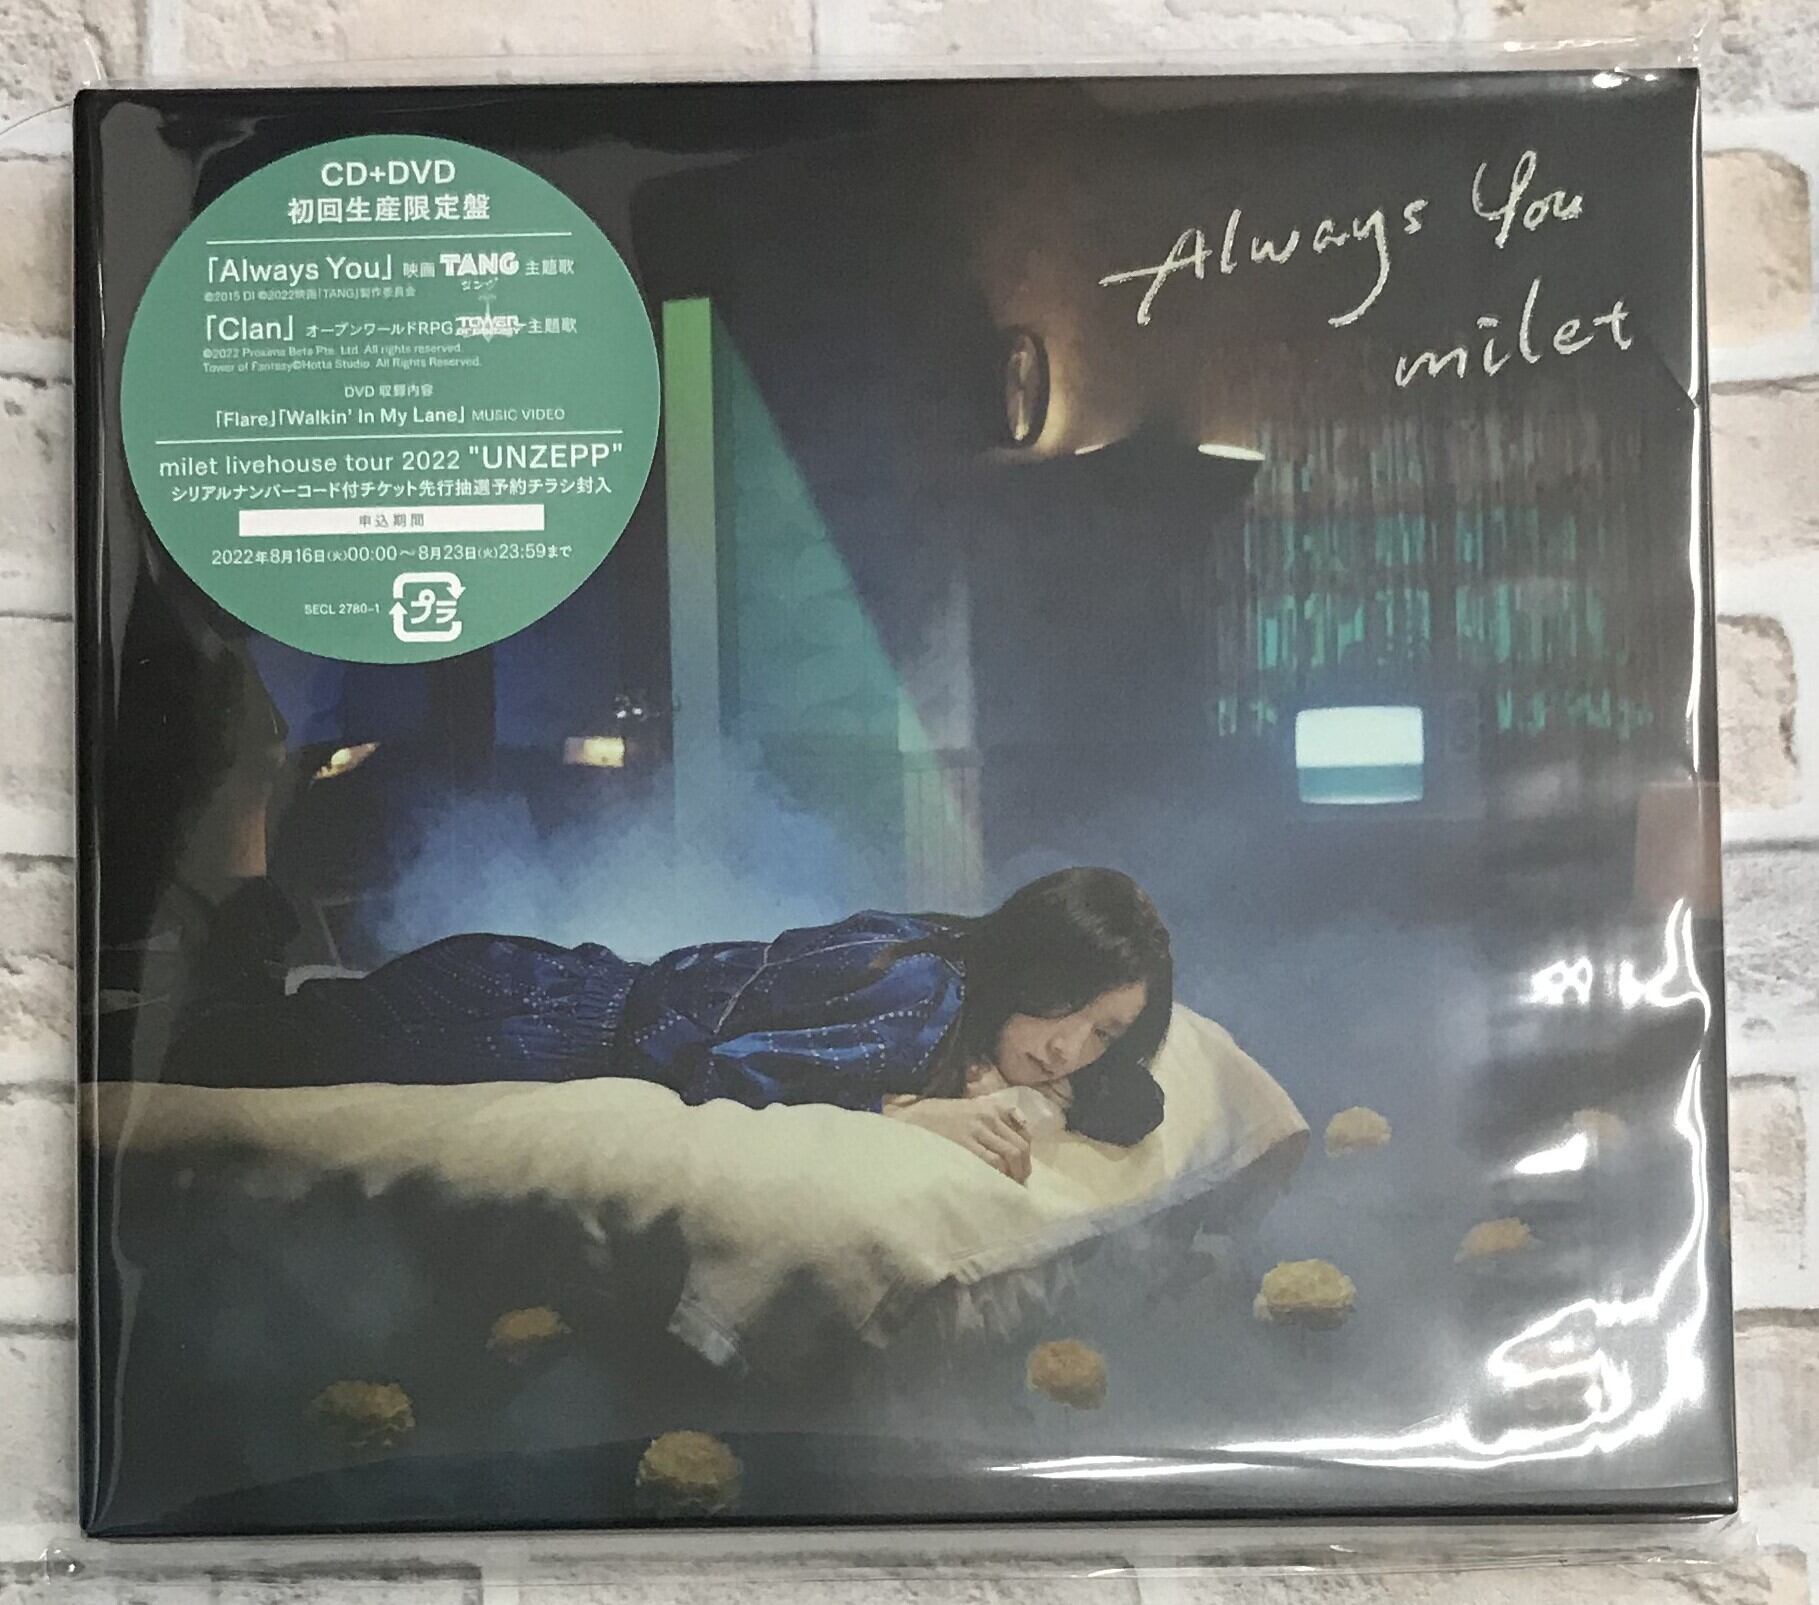 CD+DVD
初回生産限定盤
「Always You」映画 TANG 主題歌
タング
©2015 DI ©2022映画「TANG」製作委員会
「Clan」オープンワールドRPG TOWER OF FANTASY 主題歌
©2022 Proxima Beta Pte. Ltd. All rights reserved.
Tower of Fantasy©Hotta Studio. All Rights Reserved.
DVD 収録内容
「Flare」「Walkin' In My Lane」 MUSIC VIDEO
milet livehouse tour 2022 "UNZEPP"
シリアルナンバーコード付チケット先行抽選予約チラシ封入
申込期間
2022年8月16日(火)00:00〜8月23日(火)23:59まで
SECL 2780-1
プラ
Always You
milet